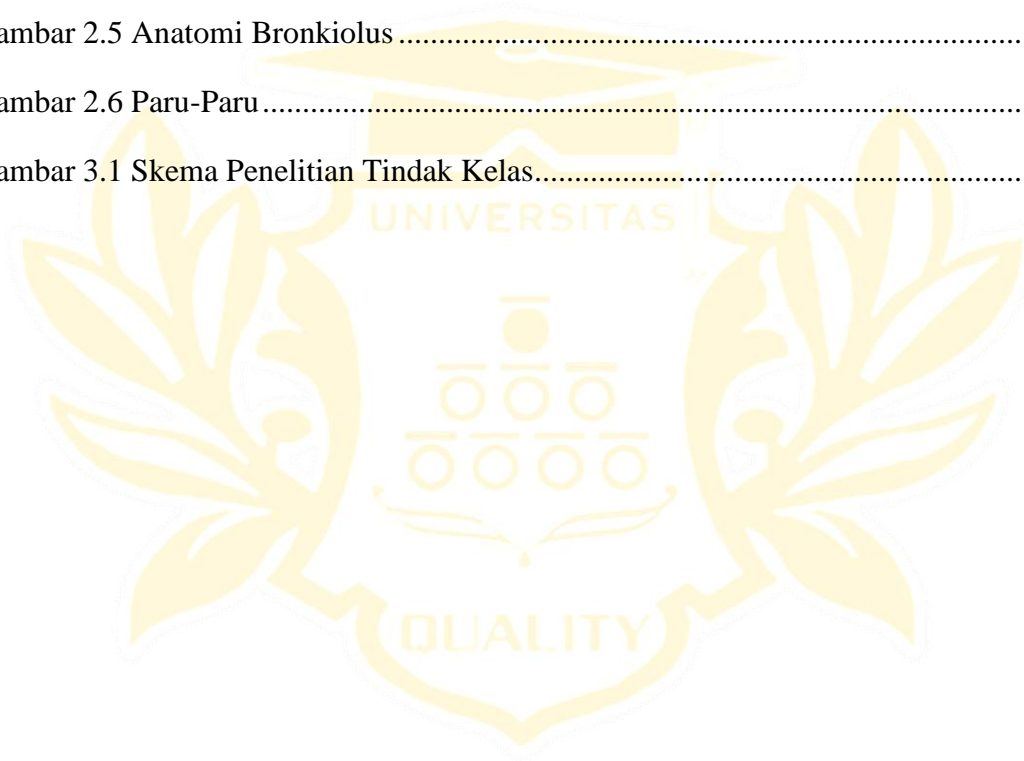 ambar 2.5 Anatomi Bronkiolus.......................................................................................
ambar 2.6 Paru-Paru.......................................................................................................
ambar 3.1 Skema Penelitian Tindak Kelas.............................................................
UNIVERSITAS
QUALITY